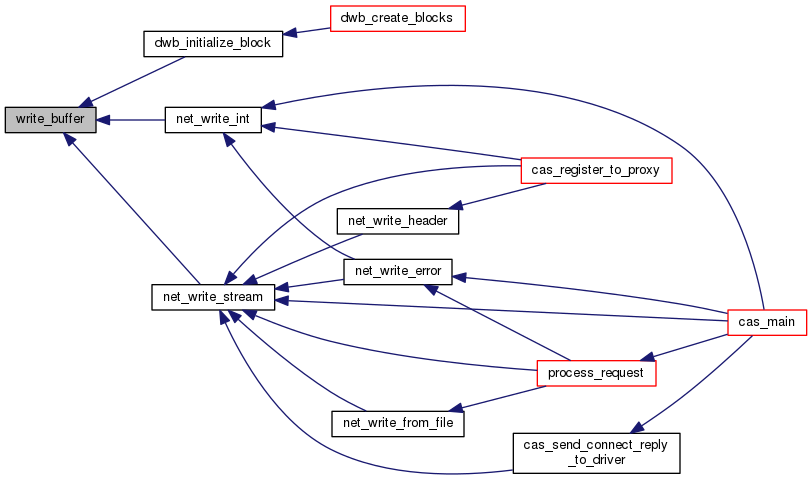 dwb_create_blocks
dwb_initialize_block
write_buffer
net_write_int
cas_register_to_proxy
net_write_header
net_write_error
net_write_stream
cas_main
process_request
net_write_from_file
cas_send_connect_reply
_to_driver